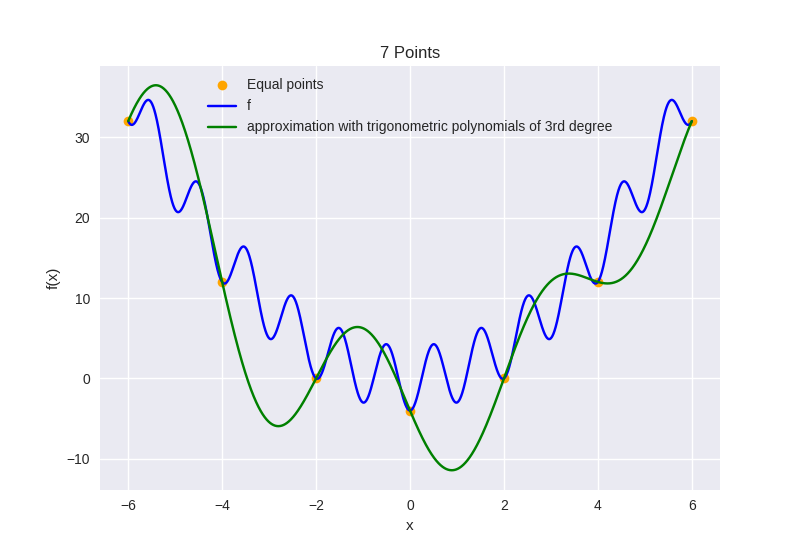 7 Points
Equal points
f
approximation with trigonometric polynomials of 3rd degree
f(x)
30
20
10
0
−10
−6 −4 −2 0 2 4 6
x